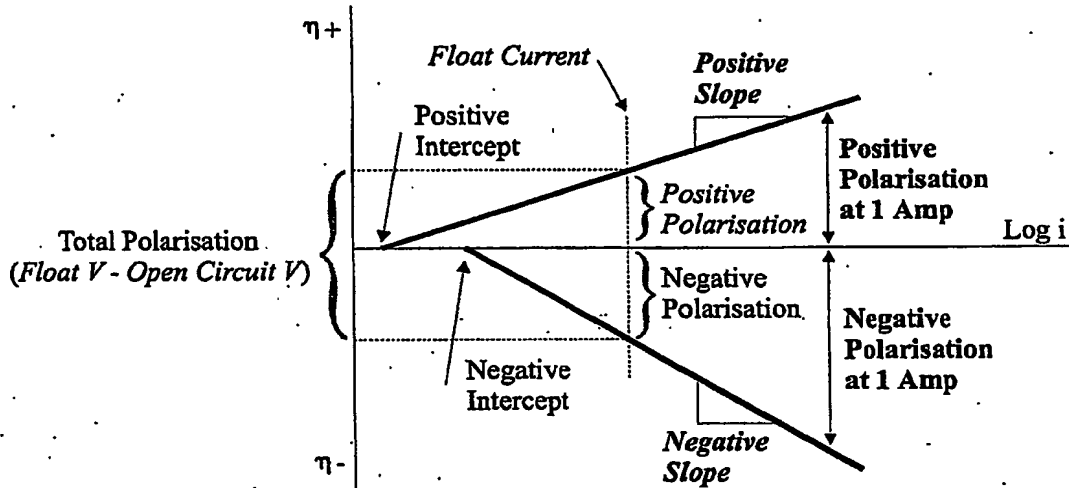 η+
Float Current
Positive
Slope
Positive
Intercept
Positive
Polarisation
at 1 Amp
Positive
Polarisation
Log i
Total Polarisation
(Float V - Open Circuit V)
Negative
Polarisation
Negative
Polarisation
at 1 Amp
Negative
Intercept
Negative
Slope
η-